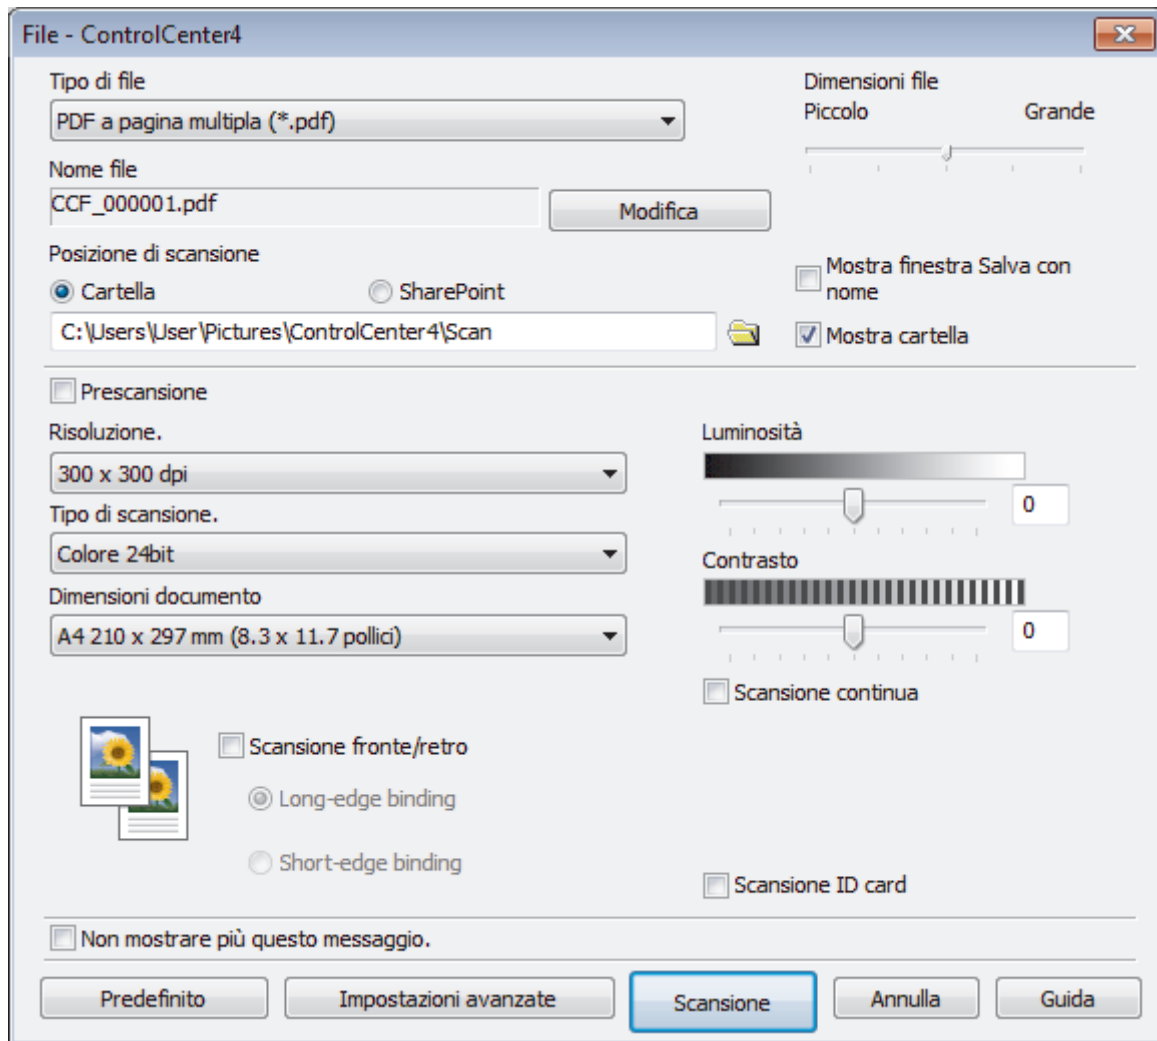 File - ControlCenter4
Tipo di file
Dimensioni file
PDF a pagina multipla (*.pdf)
Piccolo
Grande
Nome file
CCF_000001.pdf
Modifica
Posizione di scansione
Cartella
SharePoint
Mostra finestra Salva con
nome
C:\Users\User\Pictures\ControlCenter4\Scan
Mostra cartella
Prescansione
Risoluzione.
300 x 300 dpi
Tipo di scansione.
Colore 24bit
Dimensioni documento
A4 210 x 297 mm (8.3 x 11.7 pollici)
Luminosità
0
Contrasto
0
Scansione continua
Scansione fronte/retro
Long-edge binding
Short-edge binding
Scansione ID card
Non mostrare più questo messaggio.
Predefinito
Impostazioni avanzate
Scansione
Annulla
Guida